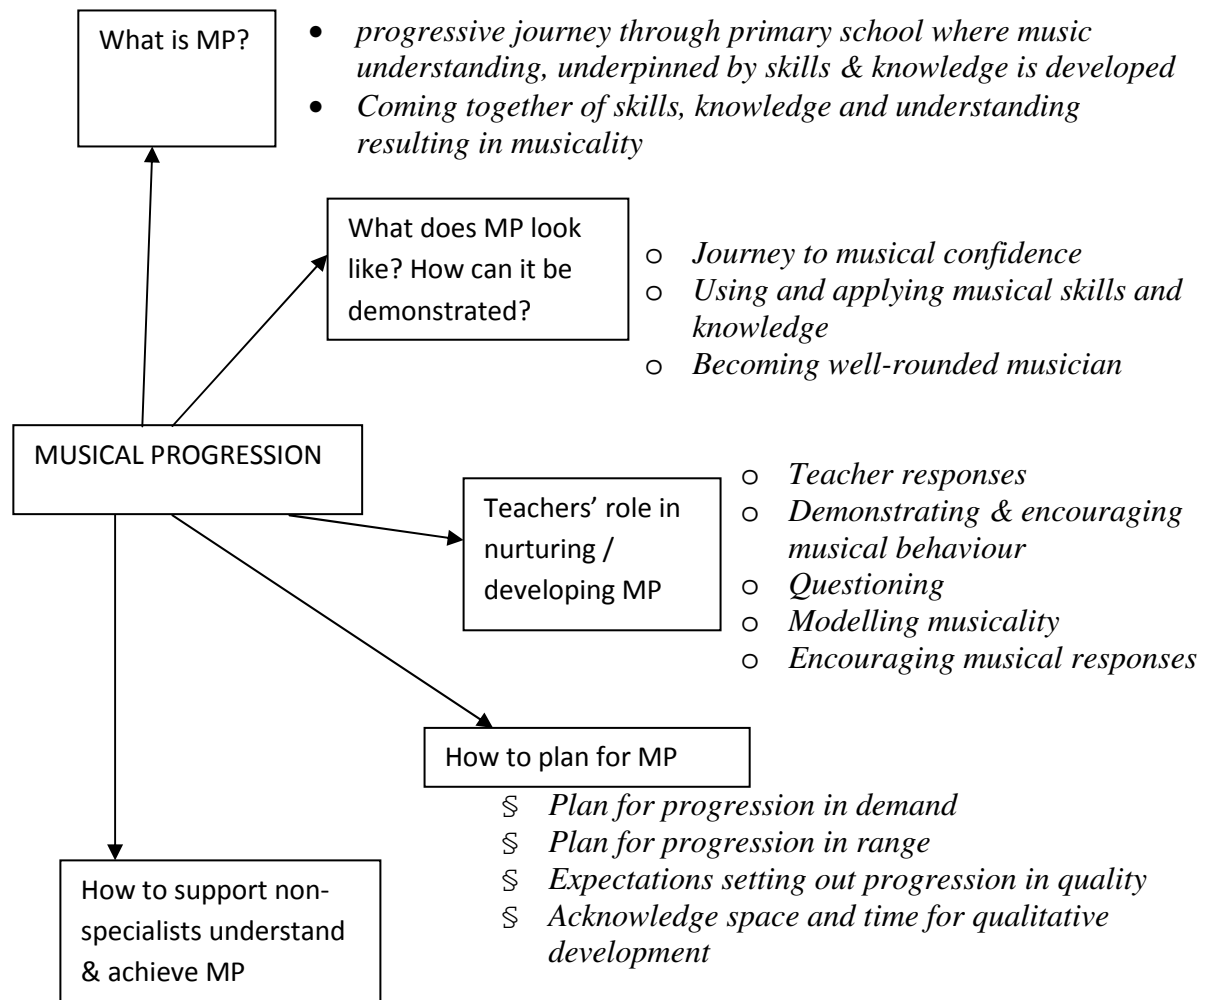 What is MP?
• progressive journey through primary school where music
understanding, underpinned by skills & knowledge is developed
• Coming together of skills, knowledge and understanding
resulting in musicality
What does MP look
like? How can it be
demonstrated?
o Journey to musical confidence
o Using and applying musical skills and
knowledge
o Becoming well-rounded musician
MUSICAL PROGRESSION
Teachers’ role in
nurturing /
developing MP
o Teacher responses
o Demonstrating & encouraging
musical behaviour
o Questioning
o Modelling musicality
o Encouraging musical responses
How to plan for MP
§ Plan for progression in demand
§ Plan for progression in range
§ Expectations setting out progression in quality
§ Acknowledge space and time for qualitative
development
How to support non-
specialists understand
& achieve MP